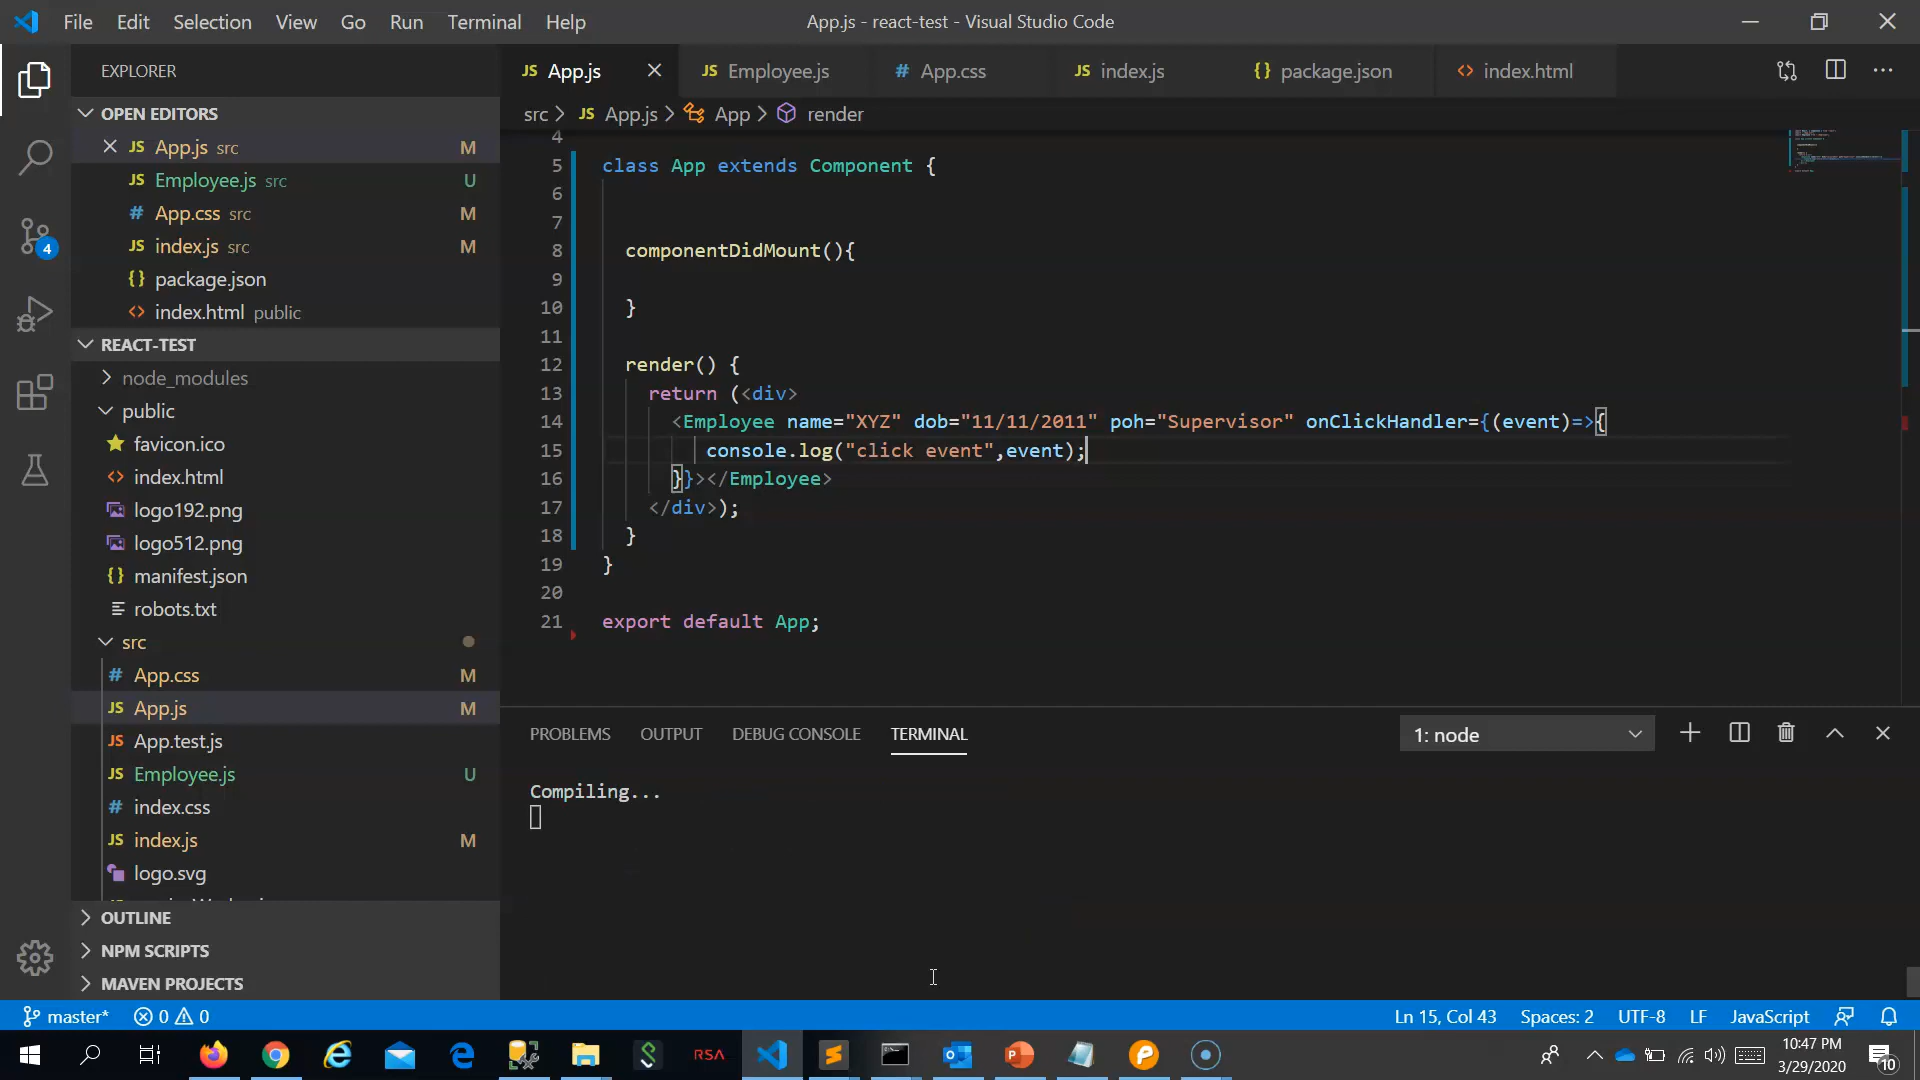 File Edit Selection View Go Run Terminal Help App.js - react-test - Visual Studio Code
EXPLORER
OPEN EDITORS
JS App.js src M
JS Employee.js src U
# App.css src M
JS index.js src M
{} package.json
<> index.html public
REACT-TEST
node_modules
public
favicon.ico
<> index.html
logo192.png
logo512.png
{} manifest.json
robots.txt
src
# App.css M
JS App.js M
JS App.test.js
JS Employee.js U
# index.css
JS index.js M
logo.svg
OUTLINE
NPM SCRIPTS
MAVEN PROJECTS
4
JS App.js JS Employee.js # App.css JS index.js {} package.json <> index.html
src > JS App.js > App > render
4
5 class App extends Component {
6
7
8 componentDidMount(){
9
10 }
11
12 render() {
13 return (<div>
14 <Employee name="XYZ" dob="11/11/2011" poh="Supervisor" onClickHandler={(event)=>{
15 console.log("click event",event);
16 }}></Employee>
17 </div>);
18 }
19 }
20
21 export default App;
PROBLEMS OUTPUT DEBUG CONSOLE TERMINAL 1: node
Compiling...
master* 0 0 Ln 15, Col 43 Spaces: 2 UTF-8 LF JavaScript
RSA
10:47 PM
3/29/2020
10